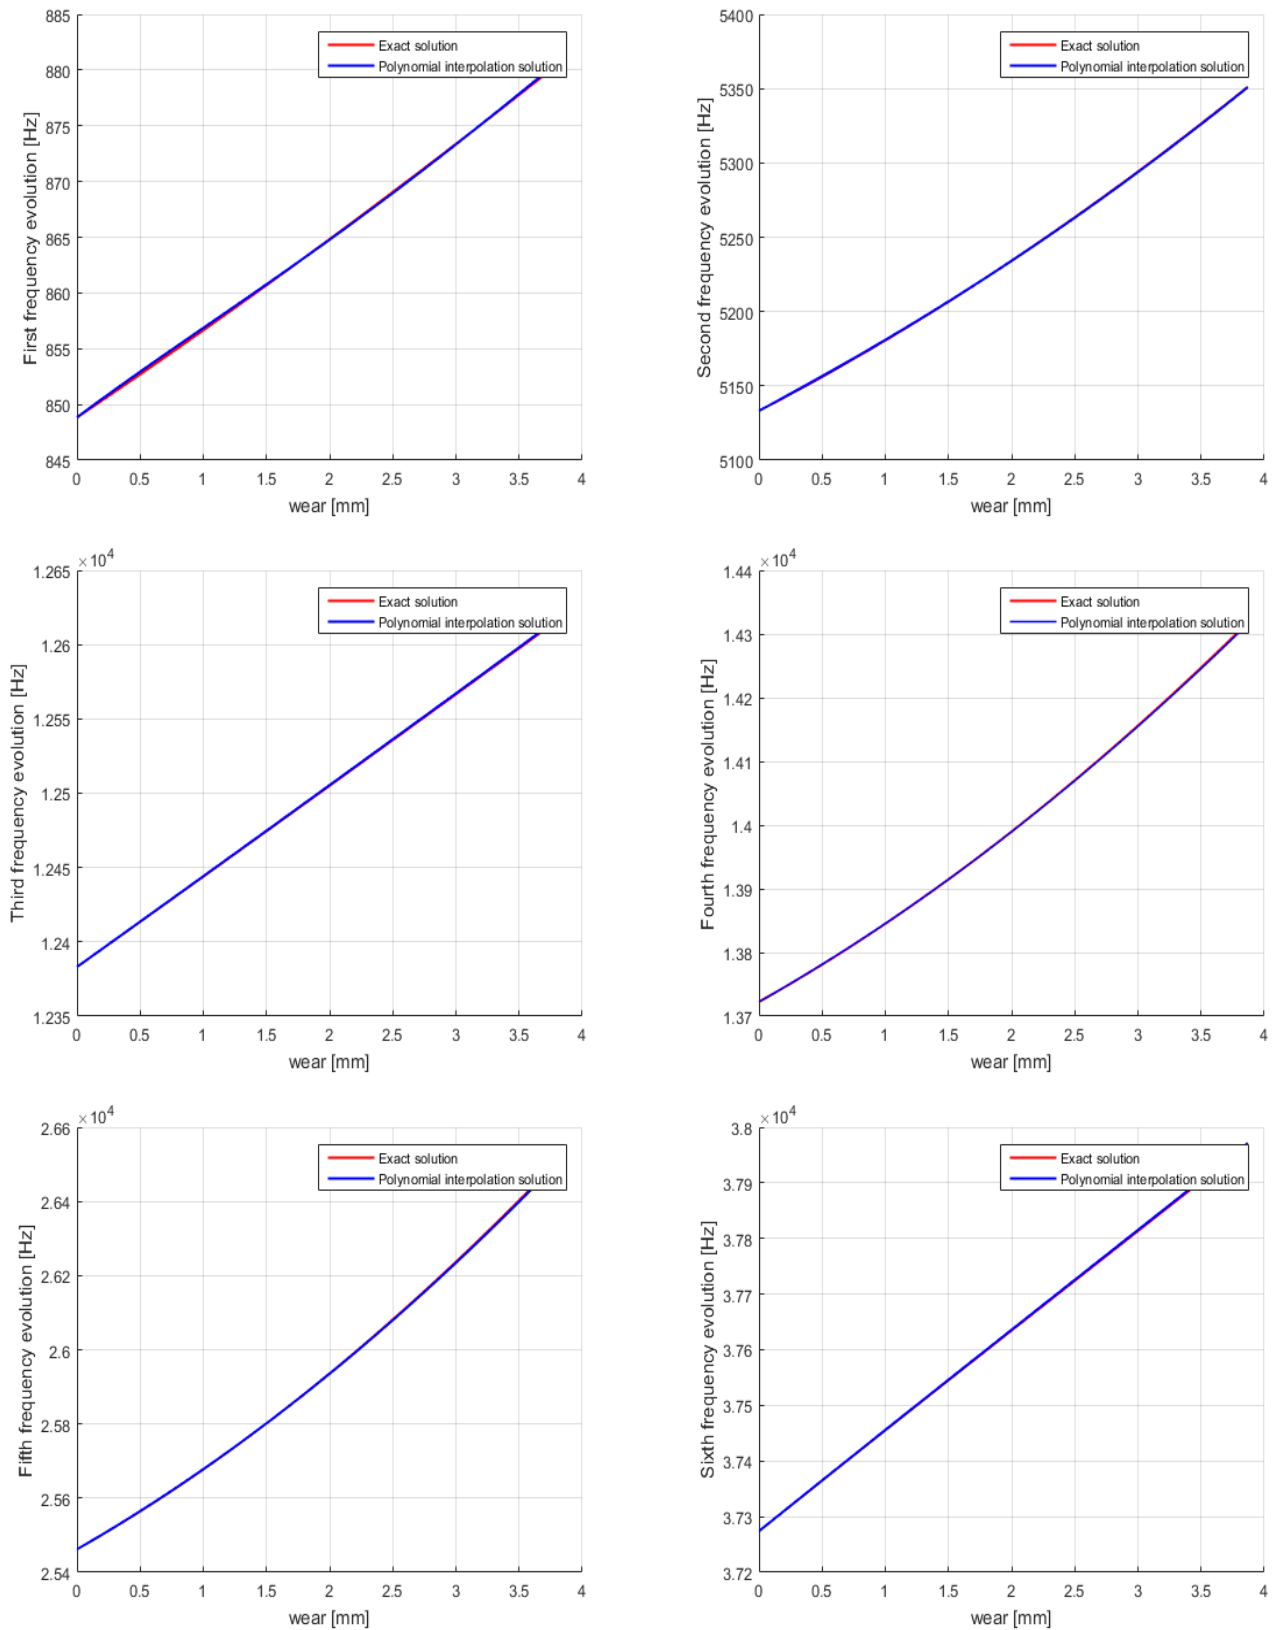 885
880
875
870
865
860
855
850
845
First frequency evolution [Hz]
Exact solution
Polynomial interpolation solution
0 0.5 1 1.5 2 2.5 3 3.5 4
wear [mm]
5400
5350
5300
5250
5200
5150
5100
Second frequency evolution [Hz]
Exact solution
Polynomial interpolation solution
0 0.5 1 1.5 2 2.5 3 3.5 4
wear [mm]
×10⁴
1.265
1.26
1.255
1.25
1.245
1.24
1.235
Third frequency evolution [Hz]
Exact solution
Polynomial interpolation solution
0 0.5 1 1.5 2 2.5 3 3.5 4
wear [mm]
×10⁴
1.44
1.43
1.42
1.41
1.4
1.39
1.38
1.37
Fourth frequency evolution [Hz]
Exact solution
Polynomial interpolation solution
0 0.5 1 1.5 2 2.5 3 3.5 4
wear [mm]
×10⁴
2.66
2.64
2.62
2.6
2.58
2.56
2.54
Fifth frequency evolution [Hz]
Exact solution
Polynomial interpolation solution
0 0.5 1 1.5 2 2.5 3 3.5 4
wear [mm]
×10⁴
3.8
3.79
3.78
3.77
3.76
3.75
3.74
3.73
3.72
Sixth frequency evolution [Hz]
Exact solution
Polynomial interpolation solution
0 0.5 1 1.5 2 2.5 3 3.5 4
wear [mm]